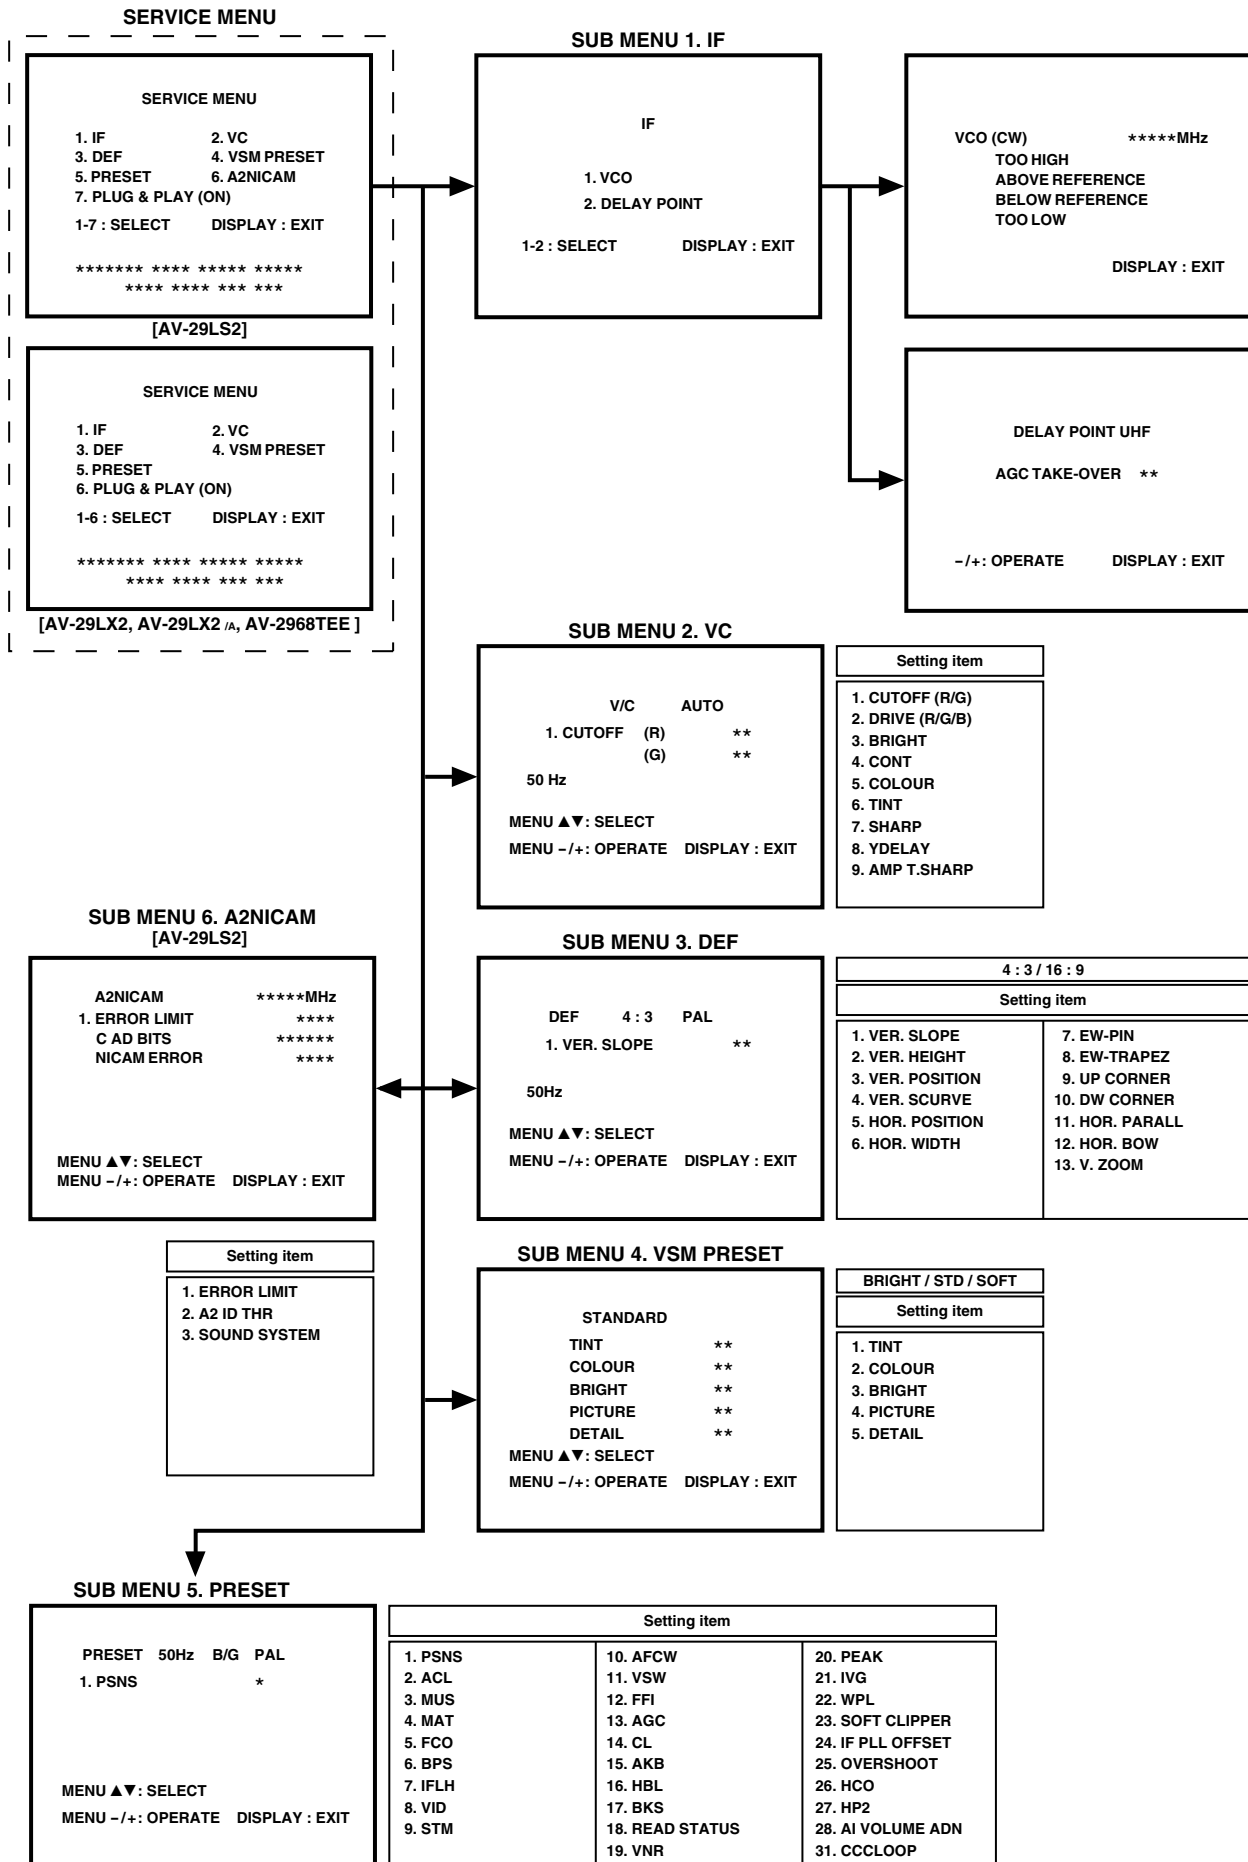 SERVICE MENU
SERVICE MENU
1. IF 2. VC
3. DEF 4. VSM PRESET
5. PRESET 6. A2NICAM
7. PLUG & PLAY (ON)
1-7 : SELECT DISPLAY : EXIT
******* **** ***** *****
**** **** *** ***
[AV-29LS2]
SERVICE MENU
1. IF 2. VC
3. DEF 4. VSM PRESET
5. PRESET
6. PLUG & PLAY (ON)
1-6 : SELECT DISPLAY : EXIT
******* **** ***** *****
**** **** *** ***
[AV-29LX2, AV-29LX2 /A, AV-2968TEE ]
SUB MENU 1. IF
IF
1. VCO
2. DELAY POINT
1-2 : SELECT DISPLAY : EXIT
VCO (CW) *****MHz
TOO HIGH
ABOVE REFERENCE
BELOW REFERENCE
TOO LOW
DISPLAY : EXIT
DELAY POINT UHF
AGC TAKE-OVER **
–/+: OPERATE DISPLAY : EXIT
SUB MENU 2. VC
V/C AUTO
1. CUTOFF (R) **
(G) **
50 Hz
MENU ▲▼: SELECT
MENU –/+: OPERATE DISPLAY : EXIT
Setting item
1. CUTOFF (R/G)
2. DRIVE (R/G/B)
3. BRIGHT
4. CONT
5. COLOUR
6. TINT
7. SHARP
8. YDELAY
9. AMP T.SHARP
SUB MENU 6. A2NICAM
[AV-29LS2]
A2NICAM *****MHz
1. ERROR LIMIT ****
C AD BITS ******
NICAM ERROR ****
MENU ▲▼: SELECT
MENU –/+: OPERATE DISPLAY : EXIT
Setting item
1. ERROR LIMIT
2. A2 ID THR
3. SOUND SYSTEM
SUB MENU 3. DEF
DEF 4 : 3 PAL
1. VER. SLOPE **
50Hz
MENU ▲▼: SELECT
MENU –/+: OPERATE DISPLAY : EXIT
4 : 3 / 16 : 9
Setting item
1. VER. SLOPE
2. VER. HEIGHT
3. VER. POSITION
4. VER. SCURVE
5. HOR. POSITION
6. HOR. WIDTH
7. EW-PIN
8. EW-TRAPEZ
9. UP CORNER
10. DW CORNER
11. HOR. PARALL
12. HOR. BOW
13. V. ZOOM
SUB MENU 4. VSM PRESET
STANDARD
TINT **
COLOUR **
BRIGHT **
PICTURE **
DETAIL **
MENU ▲▼: SELECT
MENU –/+: OPERATE DISPLAY : EXIT
BRIGHT / STD / SOFT
Setting item
1. TINT
2. COLOUR
3. BRIGHT
4. PICTURE
5. DETAIL
SUB MENU 5. PRESET
PRESET 50Hz B/G PAL
1. PSNS *
MENU ▲▼: SELECT
MENU –/+: OPERATE DISPLAY : EXIT
Setting item
1. PSNS
2. ACL
3. MUS
4. MAT
5. FCO
6. BPS
7. IFLH
8. VID
9. STM
10. AFCW
11. VSW
12. FFI
13. AGC
14. CL
15. AKB
16. HBL
17. BKS
18. READ STATUS
19. VNR
20. PEAK
21. IVG
22. WPL
23. SOFT CLIPPER
24. IF PLL OFFSET
25. OVERSHOOT
26. HCO
27. HP2
28. AI VOLUME ADN
31. CCCLOOP